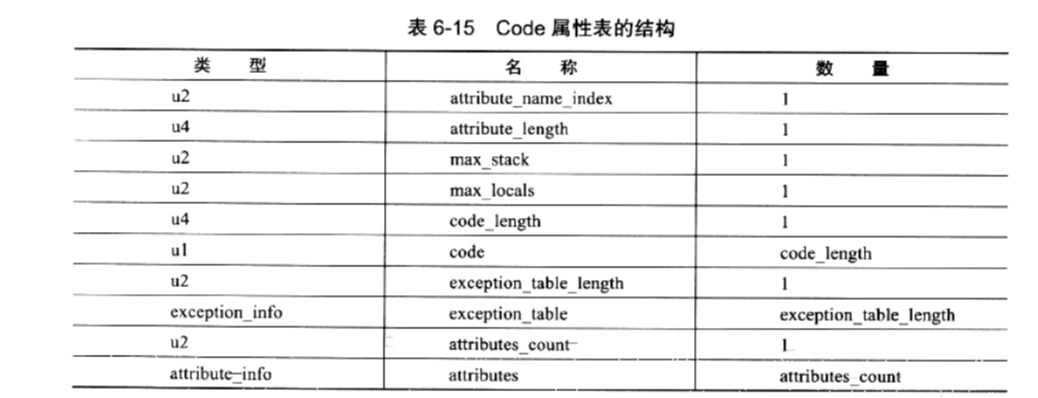 表 6-15 Code 属性表的结构
类 型 名 称 数 量
u2 attribute_name_index 1
u4 attribute_length 1
u2 max_stack 1
u2 max_locals 1
u4 code_length 1
u1 code code_length
u2 exception_table_length 1
exception_info exception_table exception_table_length
u2 attributes_count 1
attribute_info attributes attributes_count